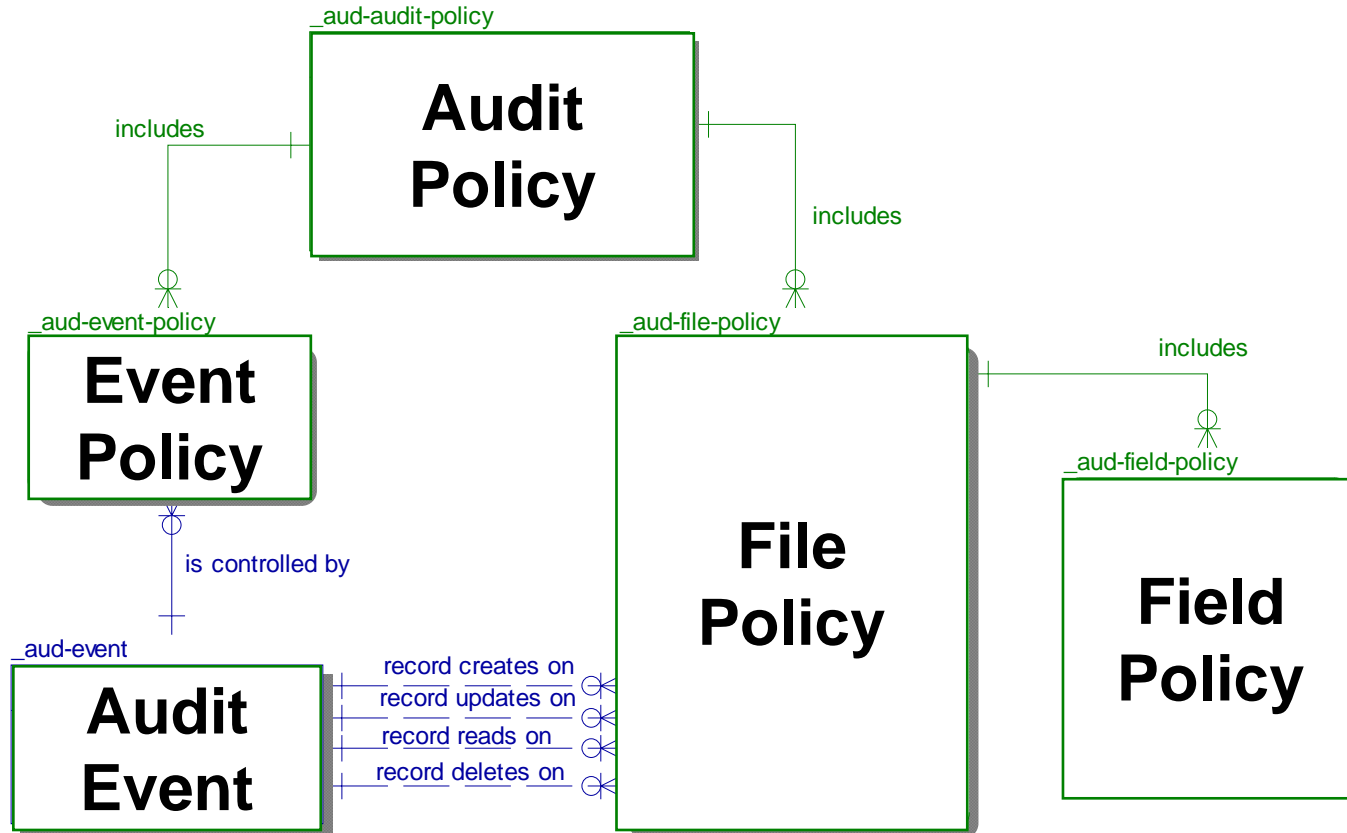 _aud-audit-policy
Audit
Policy
includes
includes
_aud-event-policy
Event
Policy
_aud-file-policy
File
Policy
includes
_aud-field-policy
Field
Policy
is controlled by
_aud-event
Audit
Event
record creates on
record updates on
record reads on
record deletes on